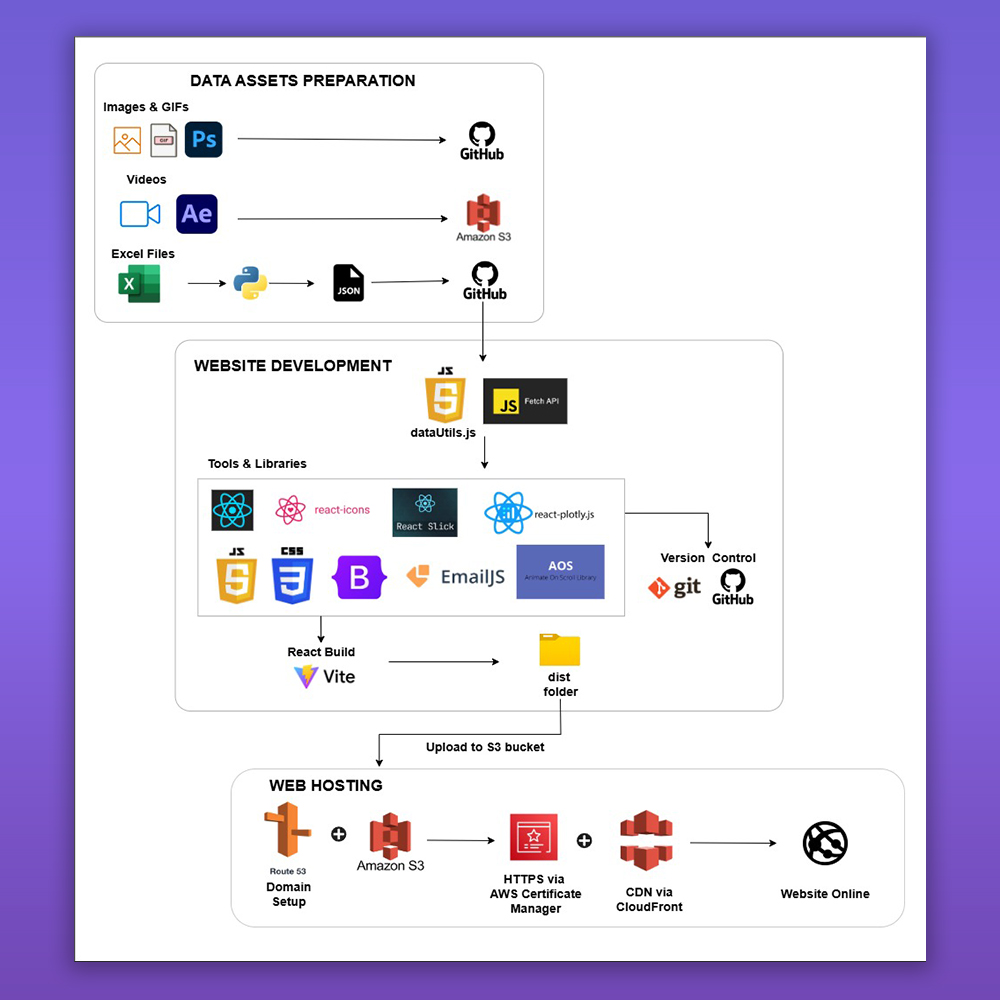 DATA ASSETS PREPARATION
Images & GIFs
GIF
Ps
GitHub
Videos
Ae
Amazon S3
Excel Files
X
JSON
GitHub
WEBSITE DEVELOPMENT
JS
5
JS
Fetch API
dataUtils.js
Tools & Libraries
react-icons
React Slick
react-plotly.js
JS
5
CSS
3
B
EmailJS
AOS
Animate On Scroll Library
Version Control
git
GitHub
React Build
Vite
dist
folder
Upload to S3 bucket
WEB HOSTING
Route 53
Domain
Setup
Amazon S3
HTTPS via
AWS Certificate
Manager
CDN via
CloudFront
Website Online